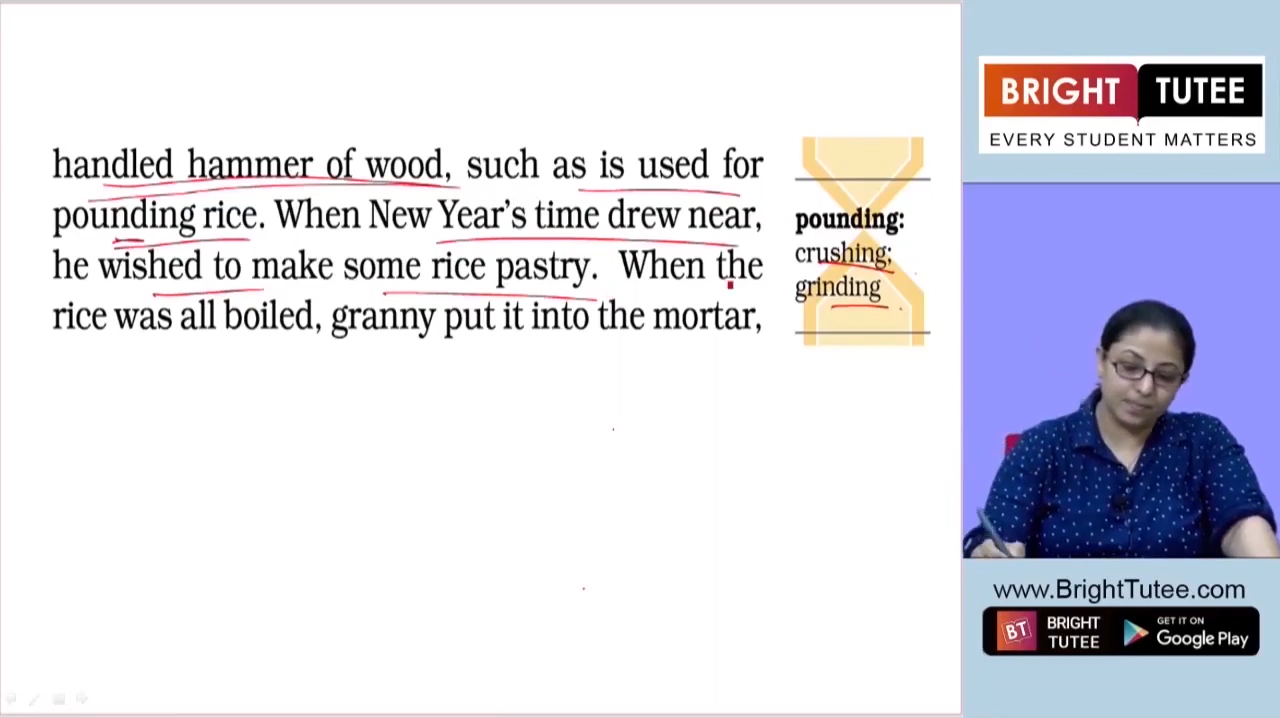 handled hammer of wood, such as is used for
pounding rice. When New Year's time drew near,
he wished to make some rice pastry. When the
rice was all boiled, granny put it into the mortar,
pounding:
crushing;
grinding
BRIGHT TUTEE
EVERY STUDENT MATTERS
www.BrightTutee.com
BT
BRIGHT
TUTEE
GET IT ON
Google Play